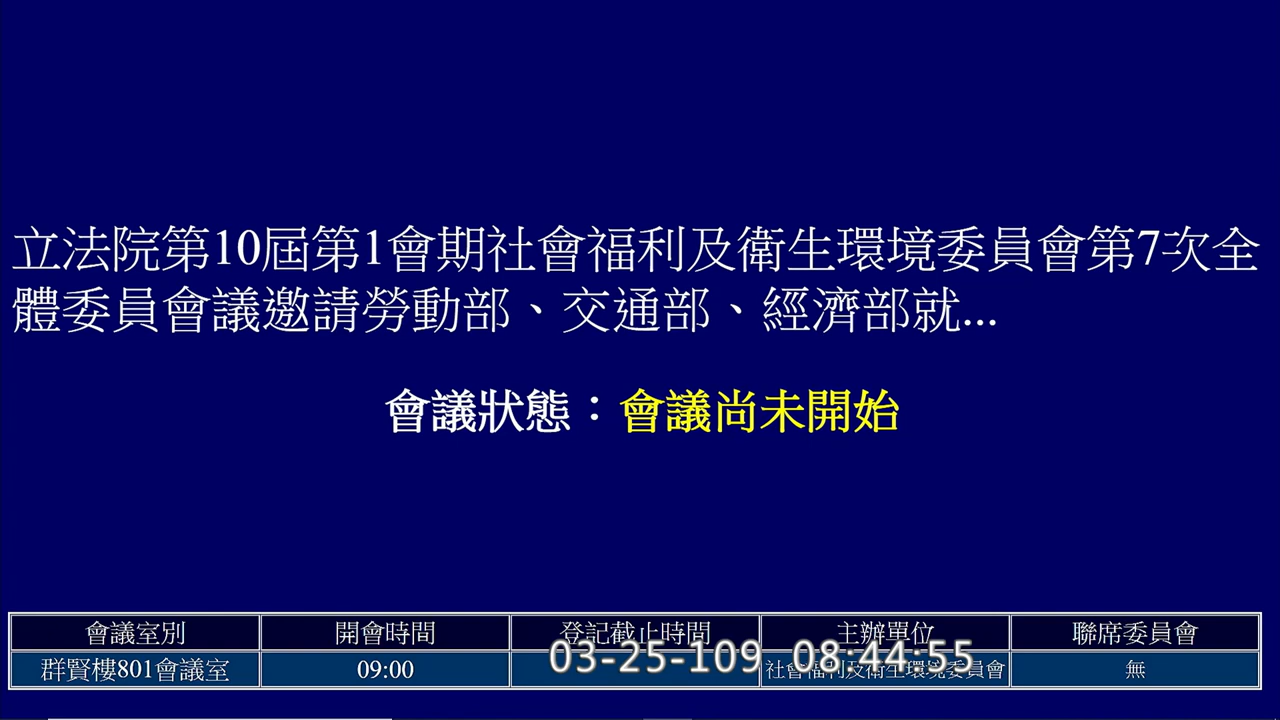 立法院第10屆第1會期社會福利及衛生環境委員會第7次全
體委員會議邀請勞動部、交通部、經濟部就...
會議狀態：會議尚未開始
會議室別 開會時間 登記截止時間 主辦單位 聯席委員會
群賢樓801會議室 09:00 社會福利及衛生環境委員會 無
03-25-109 08:44:55